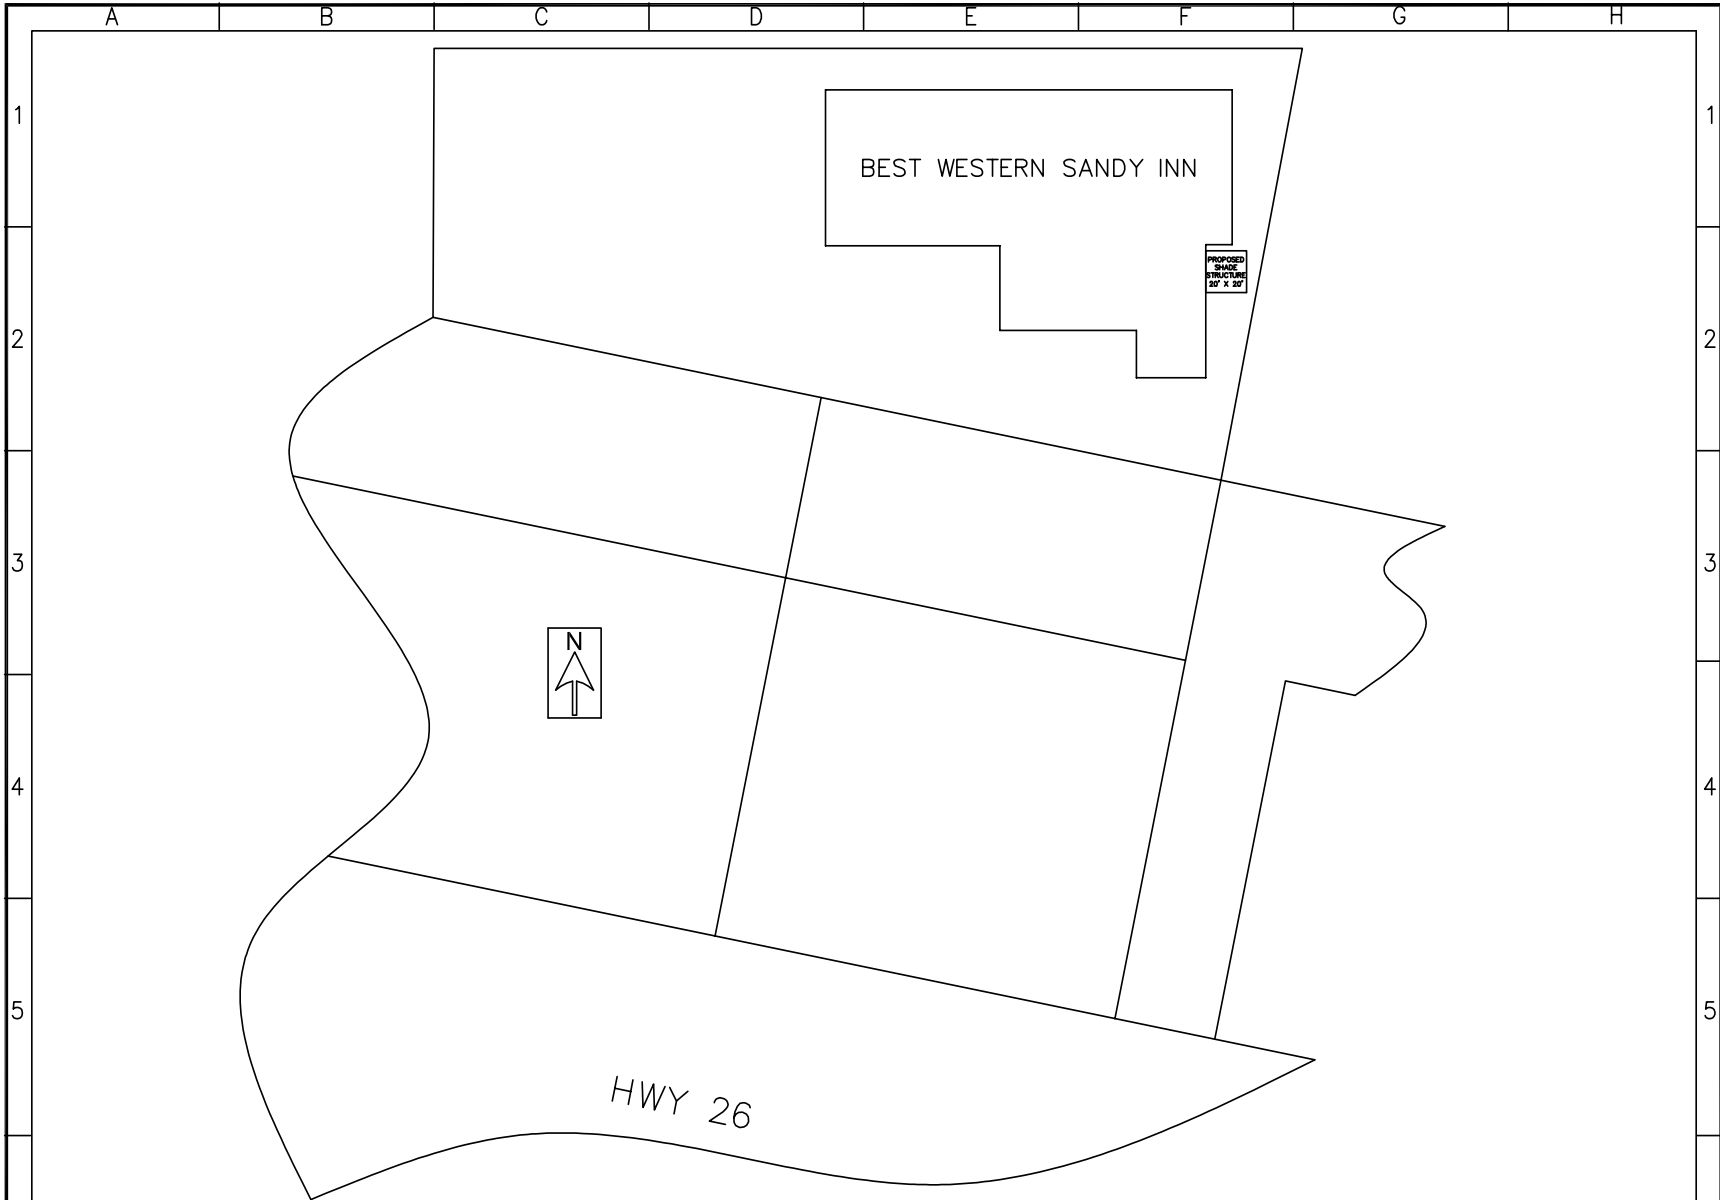 A B C D E F G H
1 1
BEST WESTERN SANDY INN
PROPOSED
SHADE
STRUCTURE
20' X 20'
2 2
3 3
N
4 4
5 5
HWY 26